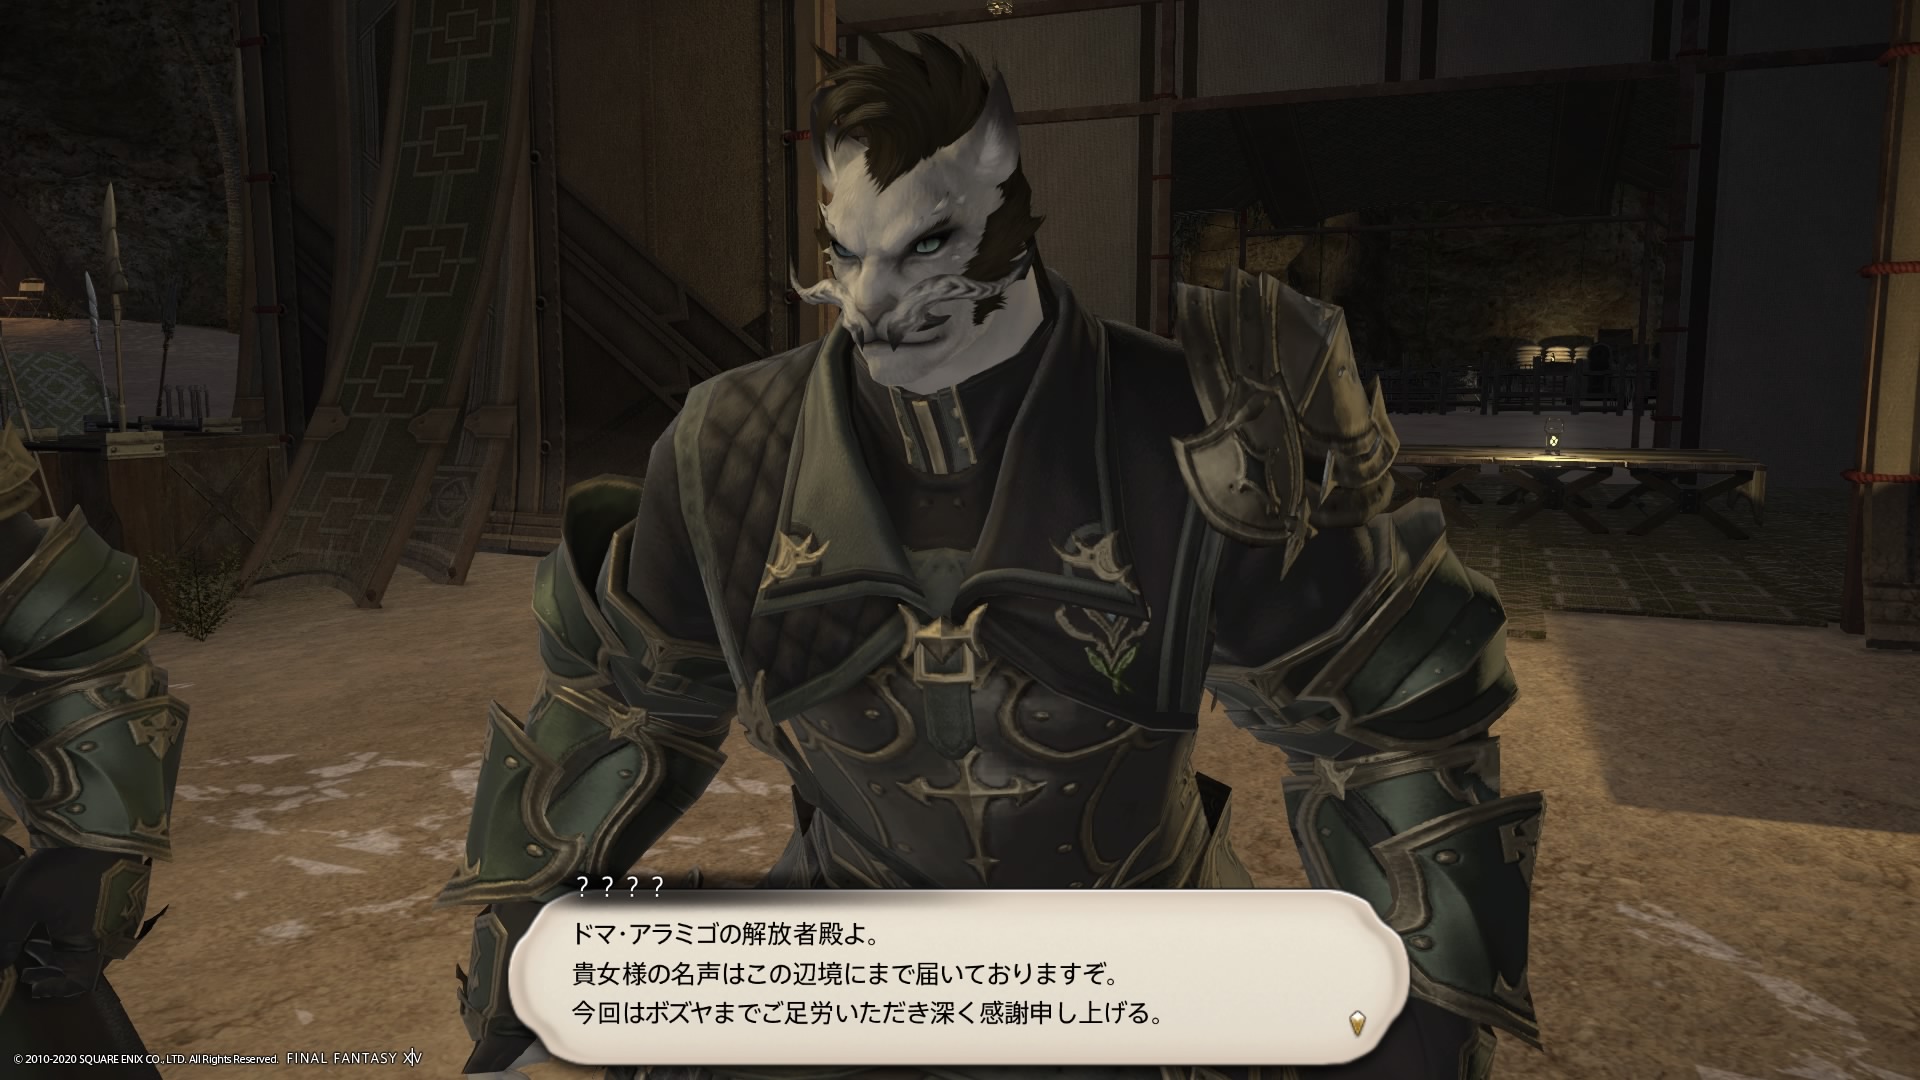 ？？？？
ドマ・アラミゴの解放者殿よ。
貴女様の名声はこの辺境にまで届いておりますぞ。
今回はボズヤまでご足労いただき深く感謝申し上げる。
© 2010-2020 SQUARE ENIX CO., LTD. All Rights Reserved. FINAL FANTASY XIV